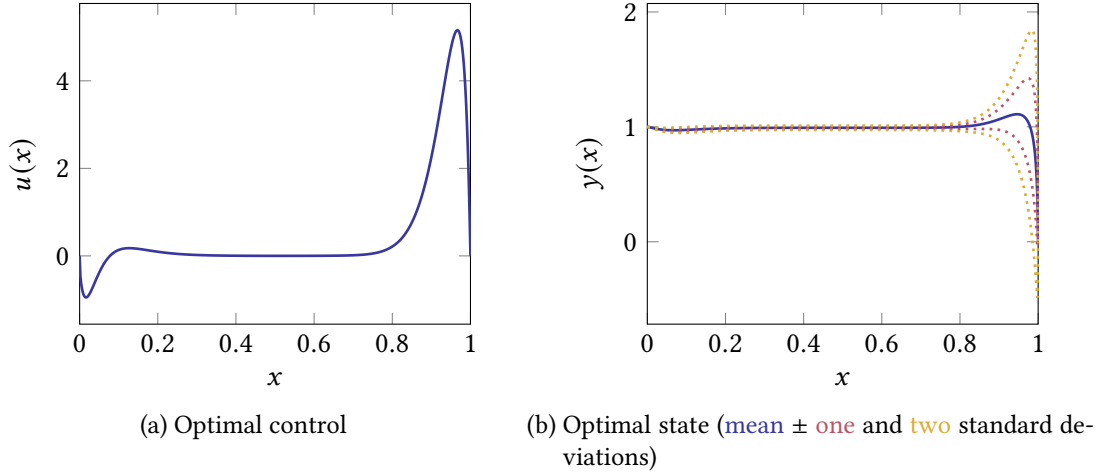 4
2
0
0
0.2
0.4
0.6
0.8
1
u(x)
x
(a) Optimal control
2
1
0
0
0.2
0.4
0.6
0.8
1
y(x)
x
(b) Optimal state (mean ± one and two standard de-
viations)